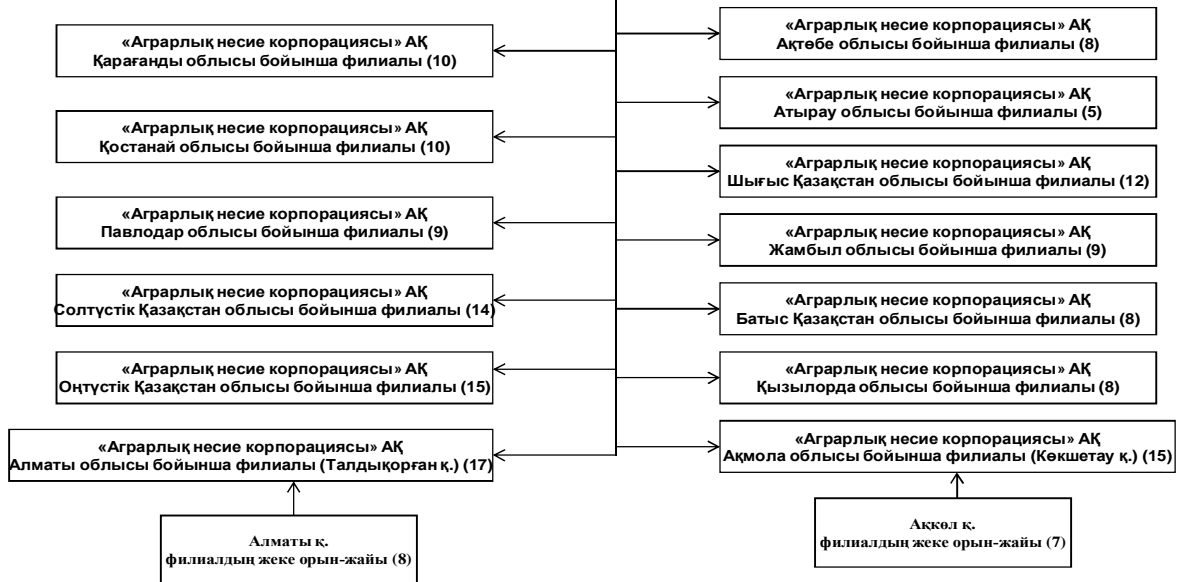 «Аграрлық несие корпорациясы» АҚ
Қарағанды облысы бойынша филиалы (10)
«Аграрлық несие корпорациясы» АҚ
Қостанай облысы бойынша филиалы (10)
«Аграрлық несие корпорациясы» АҚ
Павлодар облысы бойынша филиалы (9)
«Аграрлық несие корпорациясы» АҚ
Солтүстік Қазақстан облысы бойынша филиалы (14)
«Аграрлық несие корпорациясы» АҚ
Оңтүстік Қазақстан облысы бойынша филиалы (15)
«Аграрлық несие корпорациясы» АҚ
Алматы облысы бойынша филиалы (Талдықорған қ.) (17)
Алматы қ.
филиалдың жеке орын-жайы (8)
«Аграрлық несие корпорациясы» АҚ
Ақтөбе облысы бойынша филиалы (8)
«Аграрлық несие корпорациясы» АҚ
Атырау облысы бойынша филиалы (5)
«Аграрлық несие корпорациясы» АҚ
Шығыс Қазақстан облысы бойынша филиалы (12)
«Аграрлық несие корпорациясы» АҚ
Жамбыл облысы бойынша филиалы (9)
«Аграрлық несие корпорациясы» АҚ
Батыс Қазақстан облысы бойынша филиалы (8)
«Аграрлық несие корпорациясы» АҚ
Қызылорда облысы бойынша филиалы (8)
«Аграрлық несие корпорациясы» АҚ
Ақмола облысы бойынша филиалы (Көкшетау қ.) (15)
Ақкөл қ.
филиалдың жеке орын-жайы (7)